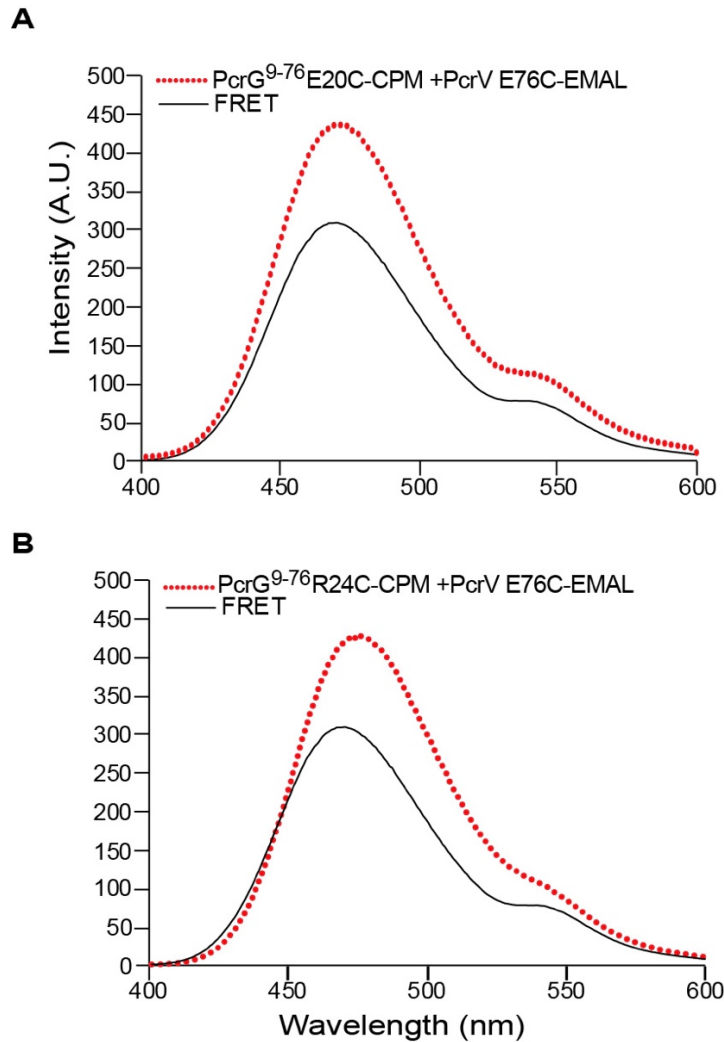 A
PcrG9-76E20C-CPM +PcrV E76C-EMAL
FRET
500
450
400
350
300
250
200
150
100
50
0
Intensity (A.U.)
400 450 500 550 600
B
PcrG9-76R24C-CPM +PcrV E76C-EMAL
FRET
500
450
400
350
300
250
200
150
100
50
0
400 450 500 550 600
Wavelength (nm)